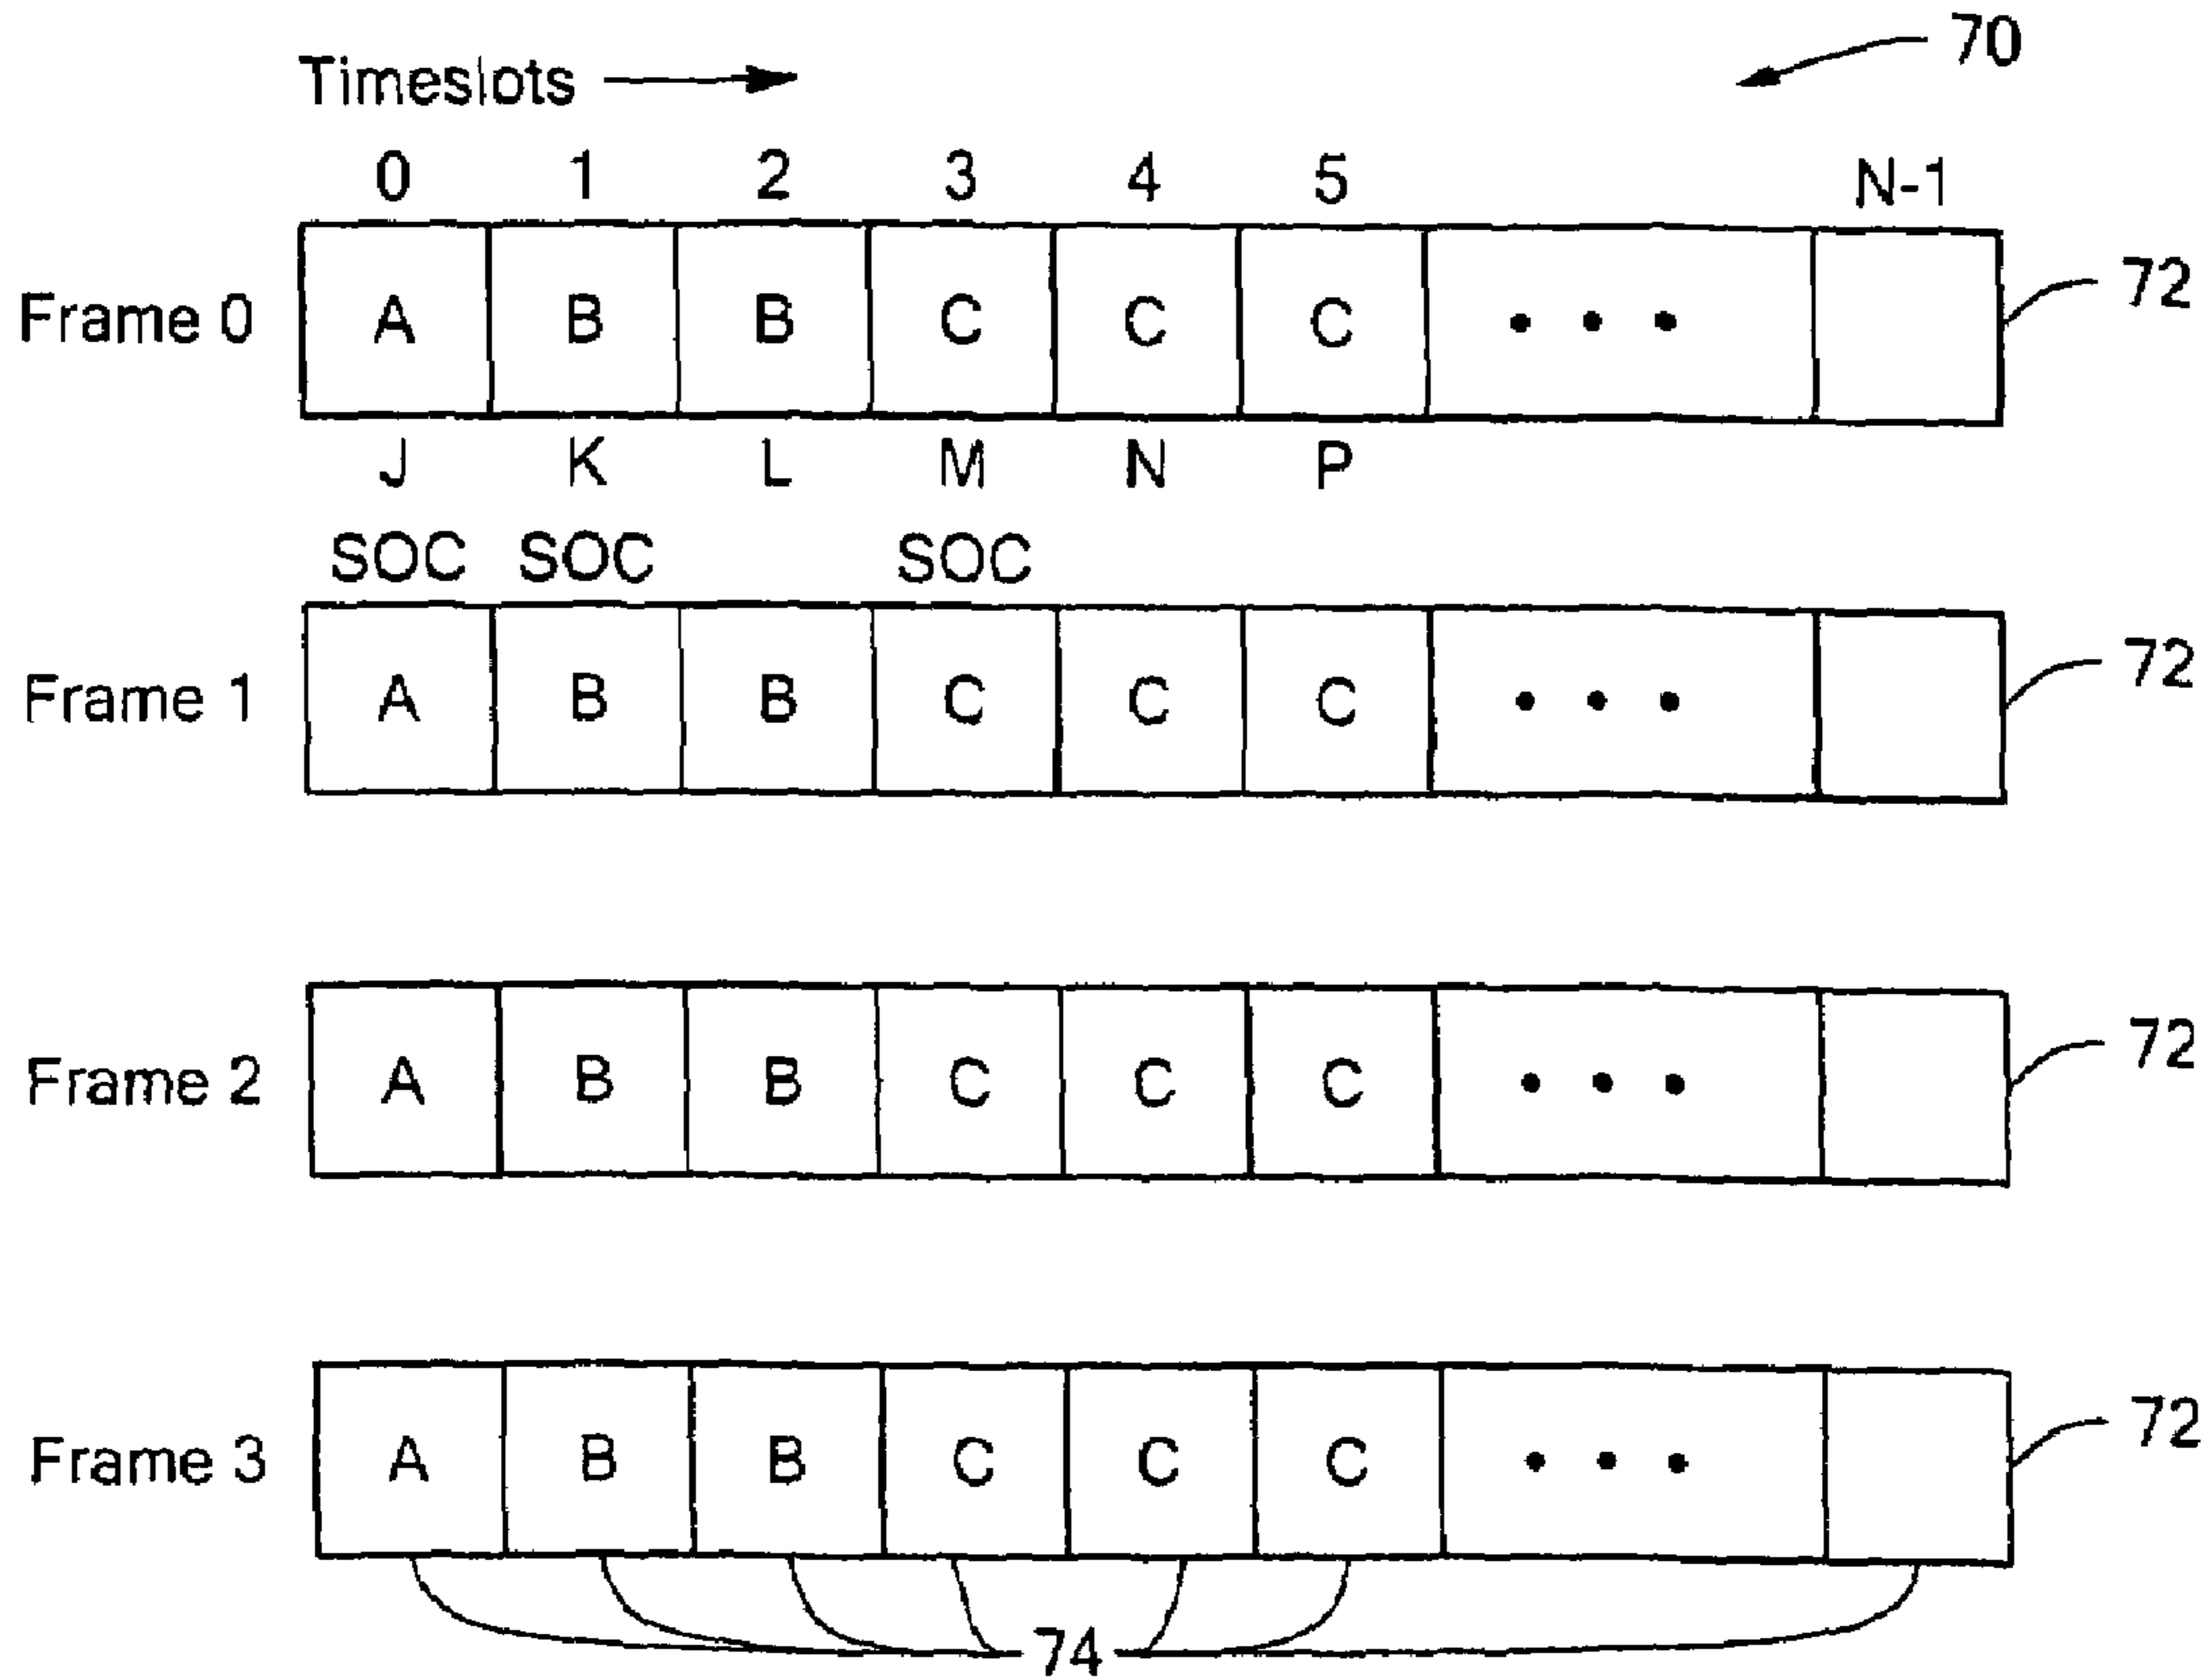 Timeslots 70
0 1 2 3 4 5 N-1
Frame 0 A B B C C C • • • 72
J K L M N P
SOC SOC SOC
Frame 1 A B B C C C • • • 72
Frame 2 A B B C C C • • • 72
Frame 3 A B B C C C • • • 72
74